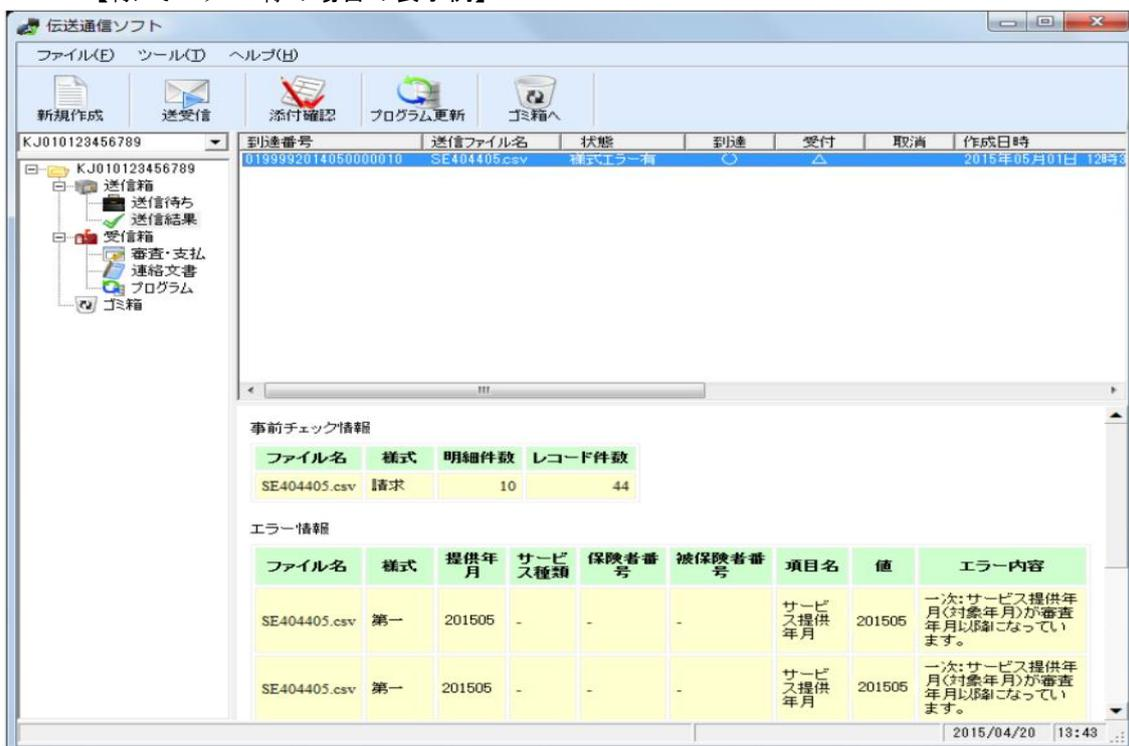 伝送通信ソフト
ファイル(F) ツール(T) ヘルプ(H)
新規作成 送受信 添付確認 プログラム更新 ゴミ箱へ
KJ010123456789
KJ010123456789
送信箱
送信待ち
送信結果
受信箱
審査・支払
連絡文書
プログラム
ゴミ箱
到達番号 送信ファイル名 状態 到達 受付 取消 作成日時
0199992014050000010 SE404405.csv 様式エラー有 ○ △ 2015年05月01日 12時3
事前チェック情報
ファイル名 様式 明細件数 レコード件数
SE404405.csv 請求 10 44
エラー情報
ファイル名 様式 提供年月 サービス種類 保険者番号 被保険者番号 項目名 値 エラー内容
SE404405.csv 第一 201505 - - - サービス提供年月 201505 一次:サービス提供年月(対象年月)が審査年月以降になっています。
SE404405.csv 第一 201505 - - - サービス提供年月 201505 一次:サービス提供年月(対象年月)が審査年月以降になっています。
2015/04/20 13:43